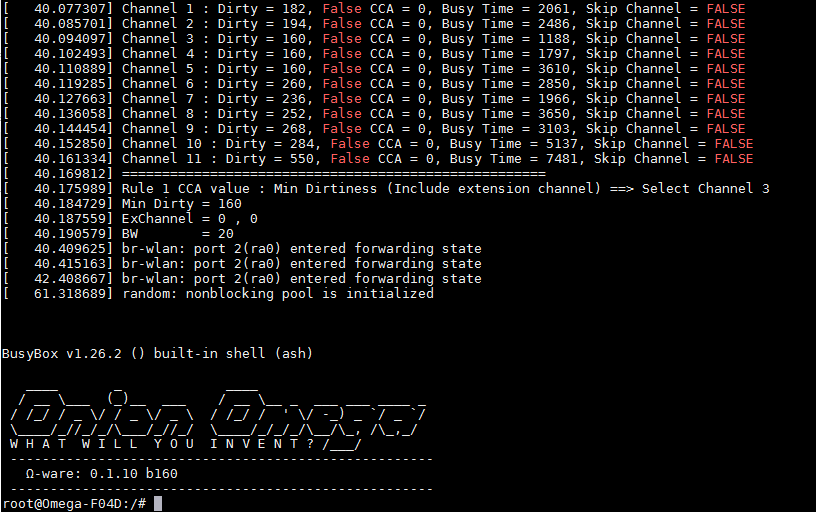 [   40.077307] Channel 1 : Dirty = 182, False CCA = 0, Busy Time = 2061, Skip Channel = FALSE
[   40.085701] Channel 2 : Dirty = 194, False CCA = 0, Busy Time = 2486, Skip Channel = FALSE
[   40.094097] Channel 3 : Dirty = 160, False CCA = 0, Busy Time = 1188, Skip Channel = FALSE
[   40.102493] Channel 4 : Dirty = 160, False CCA = 0, Busy Time = 1797, Skip Channel = FALSE
[   40.110889] Channel 5 : Dirty = 160, False CCA = 0, Busy Time = 3610, Skip Channel = FALSE
[   40.119285] Channel 6 : Dirty = 260, False CCA = 0, Busy Time = 2850, Skip Channel = FALSE
[   40.127663] Channel 7 : Dirty = 236, False CCA = 0, Busy Time = 1966, Skip Channel = FALSE
[   40.136058] Channel 8 : Dirty = 252, False CCA = 0, Busy Time = 3650, Skip Channel = FALSE
[   40.144454] Channel 9 : Dirty = 268, False CCA = 0, Busy Time = 3103, Skip Channel = FALSE
[   40.152850] Channel 10 : Dirty = 284, False CCA = 0, Busy Time = 5137, Skip Channel = FALSE
[   40.161334] Channel 11 : Dirty = 550, False CCA = 0, Busy Time = 7481, Skip Channel = FALSE
[   40.169812] =====================================================
[   40.175989] Rule 1 CCA value : Min Dirtiness (Include extension channel) ==> Select Channel 3
[   40.184729] Min Dirty = 160
[   40.187559] ExChannel = 0 , 0
[   40.190579] BW        = 20
[   40.409625] br-wlan: port 2(ra0) entered forwarding state
[   40.415163] br-wlan: port 2(ra0) entered forwarding state
[   42.408667] br-wlan: port 2(ra0) entered forwarding state
[   61.318689] random: nonblocking pool is initialized
BusyBox v1.26.2 () built-in shell (ash)
Onion Omega
W H A T  W I L L  Y O U  I N V E N T ?
Ω-ware: 0.1.10 b160
root@Omega-F04D:/#